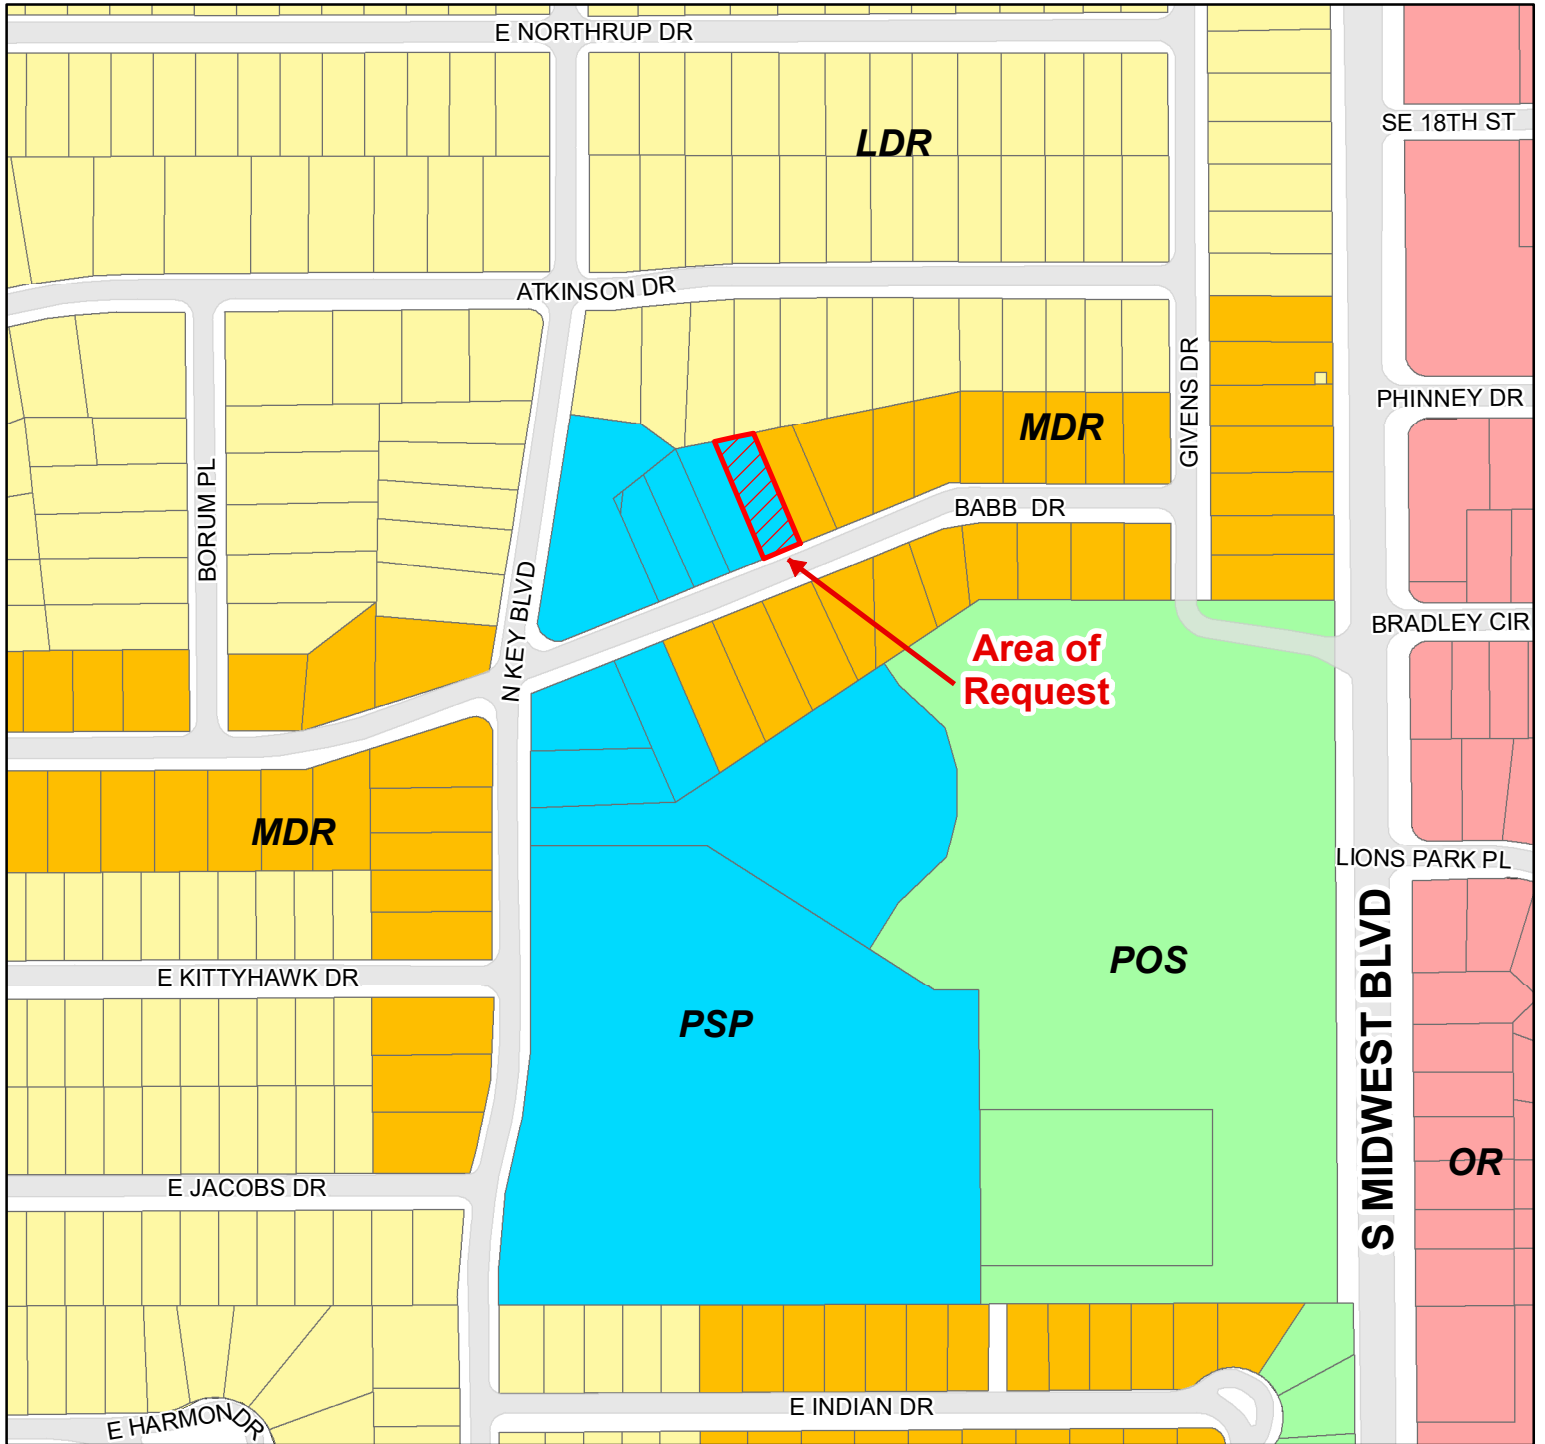 E NORTHRUP DR
SE 18TH ST
LDR
ATKINSON DR
GIVENS DR
PHINNEY DR
MDR
BORUM PL
BABB DR
N KEY BLVD
BRADLEY CIR
Area of
Request
MDR
LIONS PARK PL
S MIDWEST BLVD
POS
E KITTYHAWK DR
PSP
OR
E JACOBS DR
E INDIAN DR
E HARMON DR